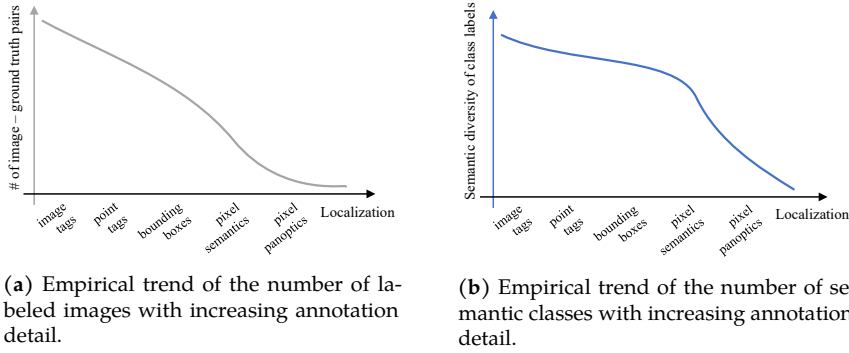 # of image – ground truth pairs
image tags
point tags
bounding boxes
pixel semantics
pixel panoptics
Localization
(a) Empirical trend of the number of la-
beled images with increasing annotation
detail.
Semantic diversity of class labels
image tags
point tags
bounding boxes
pixel semantics
pixel panoptics
Localization
(b) Empirical trend of the number of se-
mantic classes with increasing annotation
detail.